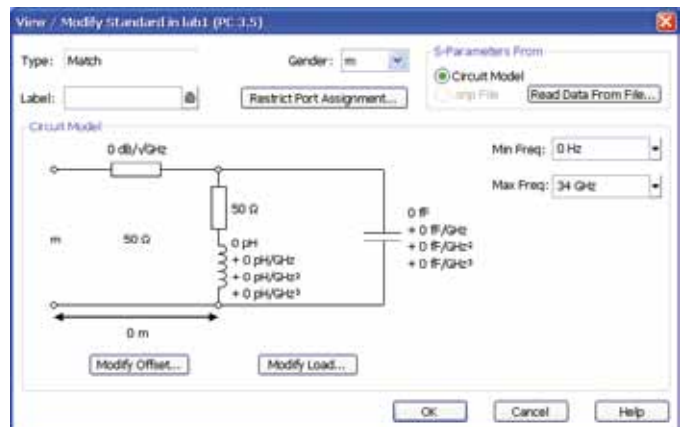 View / Modify Standard in lab1 (PC 3.5)
Type: Match
Gender: m
S-Parameters From
Circuit Model
File
Read Data From File...
Label:
Restrict Port Assignment...
Circuit Model
0 dB/√GHz
Min Freq: 0 Hz
Max Freq: 34 GHz
m
50 Ω
50 Ω
0 pH
+ 0 pH/GHz
+ 0 pH/GHz²
+ 0 pH/GHz³
0 fF
+ 0 fF/GHz
+ 0 fF/GHz²
+ 0 fF/GHz³
0 m
Modify Offset...
Modify Load...
OK
Cancel
Help